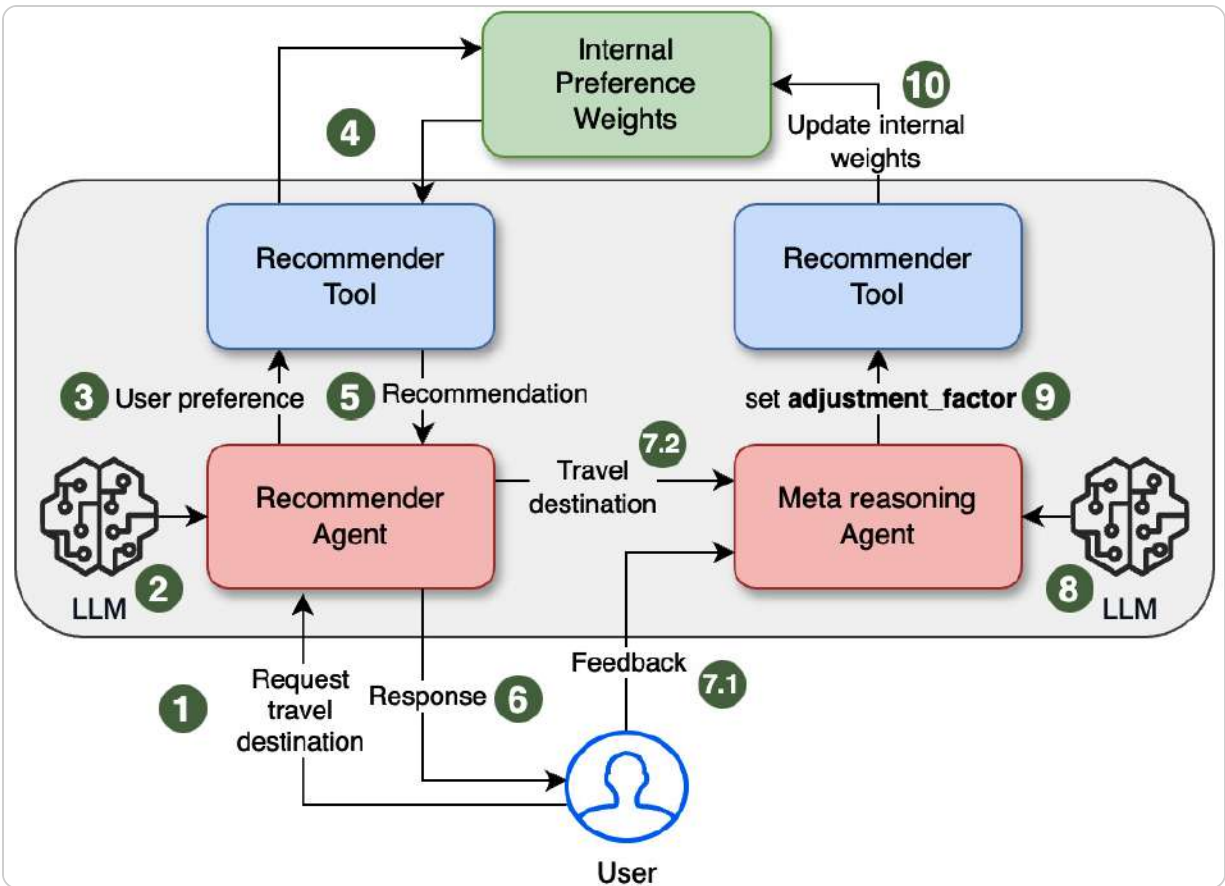 Internal
Preference
Weights
10
Update internal
weights
4
Recommender
Tool
Recommender
Tool
3
User preference
5
Recommendation
set adjustment_factor
9
7.2
Travel
destination
Recommender
Agent
Meta reasoning
Agent
LLM
2
8
LLM
1
Request
travel
destination
Response
6
Feedback
7.1
User